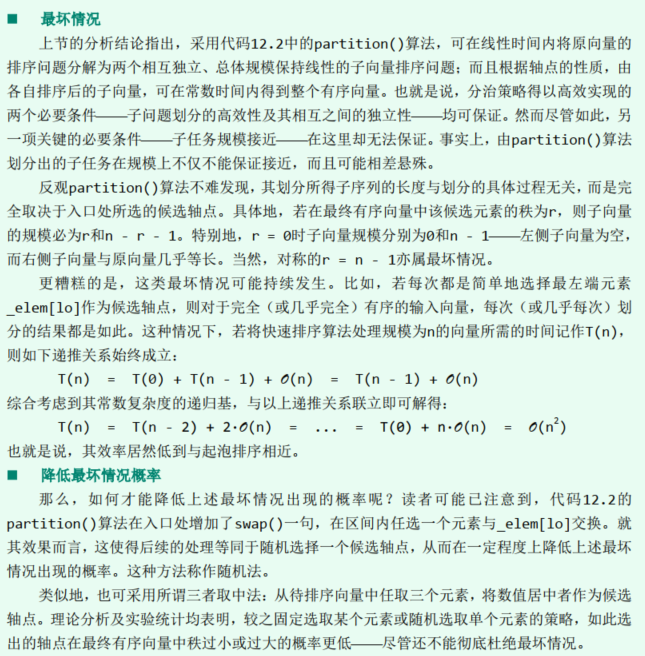 ■ 最坏情况
上节的分析结论指出，采用代码12.2中的partition()算法，可在线性时间内将原向量的
排序问题分解为两个相互独立、总体规模保持线性的子向量排序问题；而且根据轴点的性质，由
各自排序后的子向量，可在常数时间内得到整个有序向量。也就是说，分治策略得以高效实现的
两个必要条件——子问题划分的高效性及其相互之间的独立性——均可保证。然而尽管如此，另
一项关键的必要条件——子任务规模接近——在这里却无法保证。事实上，由partition()算法
划分出的子任务在规模上不仅不能保证接近，而且可能相差悬殊。
反观partition()算法不难发现，其划分所得子序列的长度与划分的具体过程无关，而是完
全取决于入口处所选的候选轴点。具体地，若在最终有序向量中该候选元素的秩为r，则子向量
的规模必为r和n - r - 1。特别地，r = 0时子向量规模分别为0和n - 1——左侧子向量为空，
而右侧子向量与原向量几乎等长。当然，对称的r = n - 1亦属最坏情况。
更糟糕的是，这类最坏情况可能持续发生。比如，若每次都是简单地选择最左端元素
_elem[lo]作为候选轴点，则对于完全（或几乎完全）有序的输入向量，每次（或几乎每次）划
分的结果都是如此。这种情况下，若将快速排序算法处理规模为n的向量所需的时间记作T(n)，
则如下递推关系始终成立：
T(n) = T(0) + T(n - 1) + O(n) = T(n - 1) + O(n)
综合考虑到其常数复杂度的递归基，与以上递推关系联立即可解得：
T(n) = T(n - 2) + 2·O(n) = ... = T(0) + n·O(n) = O(n²)
也就是说，其效率居然低到与起泡排序相近。
■ 降低最坏情况概率
那么，如何才能降低上述最坏情况出现的概率呢？读者可能已注意到，代码12.2的
partition()算法在入口处增加了swap()一句，在区间内任选一个元素与_elem[lo]交换。就
其效果而言，这使得后续的处理等同于随机选择一个候选轴点，从而在一定程度上降低上述最坏
情况出现的概率。这种方法称作随机法。
类似地，也可采用所谓三者取中法：从待排序向量中任取三个元素，将数值居中者作为候选
轴点。理论分析及实验统计均表明，较之固定选取某个元素或随机选取单个元素的策略，如此选
出的轴点在最终有序向量中秩过小或过大的概率更低——尽管还不能彻底杜绝最坏情况。